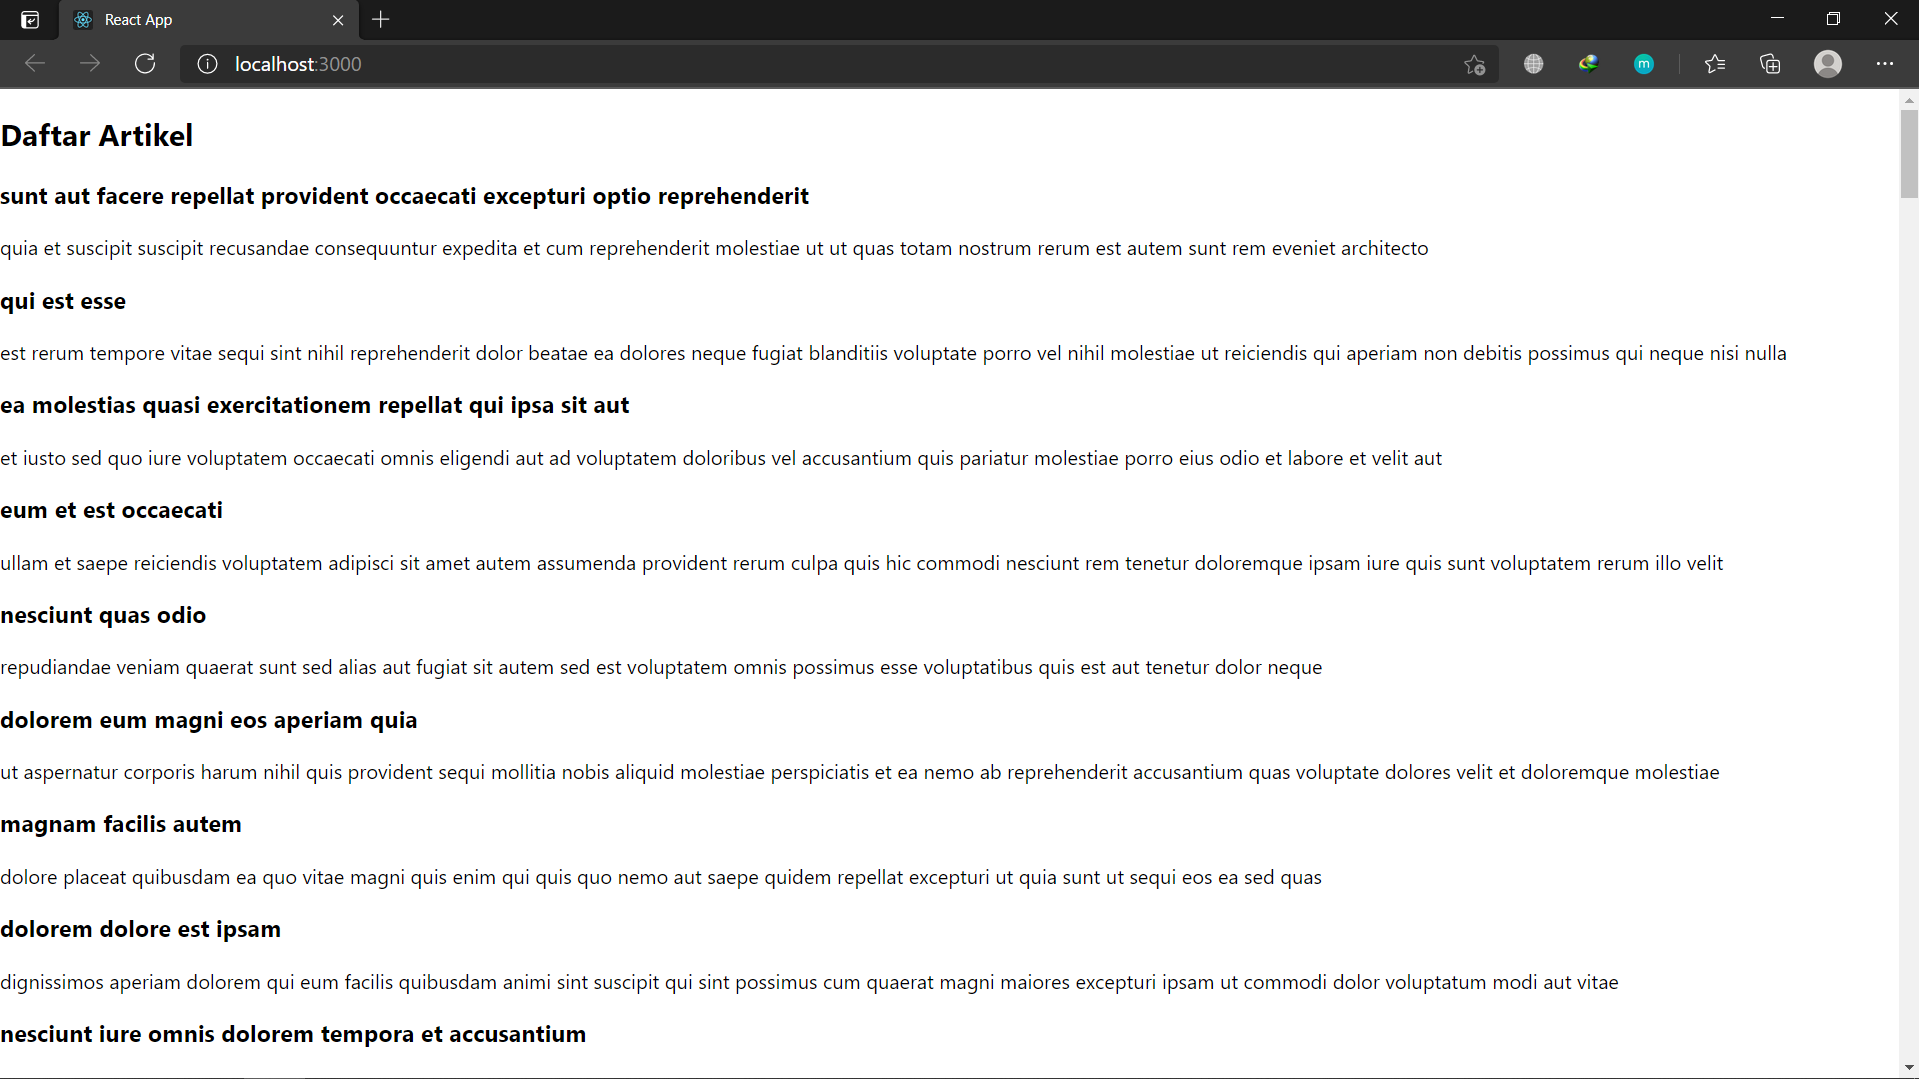 React App
localhost:3000
m
Daftar Artikel
sunt aut facere repellat provident occaecati excepturi optio reprehenderit
quia et suscipit suscipit recusandae consequuntur expedita et cum reprehenderit molestiae ut ut quas totam nostrum rerum est autem sunt rem eveniet architecto
qui est esse
est rerum tempore vitae sequi sint nihil reprehenderit dolor beatae ea dolores neque fugiat blanditiis voluptate porro vel nihil molestiae ut reiciendis qui aperiam non debitis possimus qui neque nisi nulla
ea molestias quasi exercitationem repellat qui ipsa sit aut
et iusto sed quo iure voluptatem occaecati omnis eligendi aut ad voluptatem doloribus vel accusantium quis pariatur molestiae porro eius odio et labore et velit aut
eum et est occaecati
ullam et saepe reiciendis voluptatem adipisci sit amet autem assumenda provident rerum culpa quis hic commodi nesciunt rem tenetur doloremque ipsam iure quis sunt voluptatem rerum illo velit
nesciunt quas odio
repudiandae veniam quaerat sunt sed alias aut fugiat sit autem sed est voluptatem omnis possimus esse voluptatibus quis est aut tenetur dolor neque
dolorem eum magni eos aperiam quia
ut aspernatur corporis harum nihil quis provident sequi mollitia nobis aliquid molestiae perspiciatis et ea nemo ab reprehenderit accusantium quas voluptate dolores velit et doloremque molestiae
magnam facilis autem
dolore placeat quibusdam ea quo vitae magni quis enim qui quis quo nemo aut saepe quidem repellat excepturi ut quia sunt ut sequi eos ea sed quas
dolorem dolore est ipsam
dignissimos aperiam dolorem qui eum facilis quibusdam animi sint suscipit qui sint possimus cum quaerat magni maiores excepturi ipsam ut commodi dolor voluptatum modi aut vitae
nesciunt iure omnis dolorem tempora et accusantium